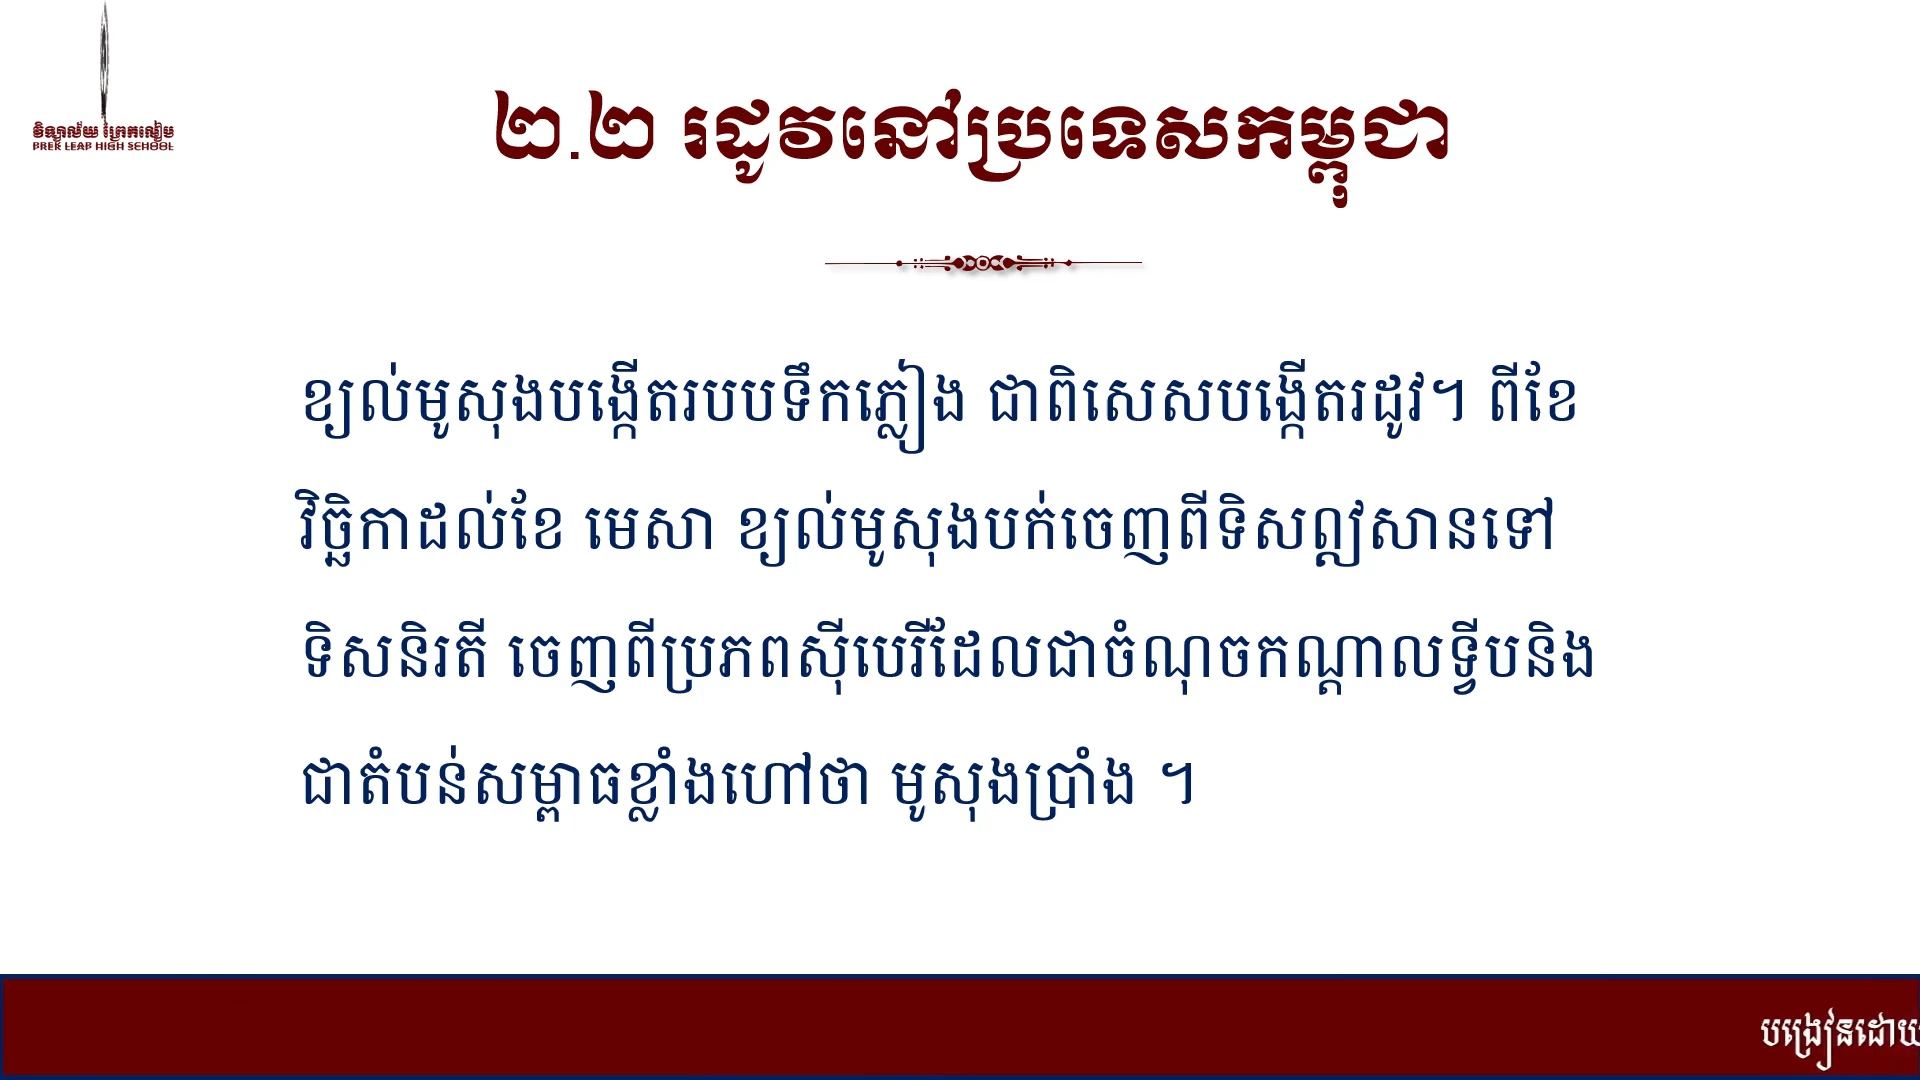 វិទ្យាល័យ ព្រែកលៀប
PREK LEAP HIGH SCHOOL
២.២ រដូវនៅប្រទេសកម្ពុជា
ខ្យល់មូសុងបង្កើតរបបទឹកភ្លៀង ជាពិសេសបង្កើតរដូវ។ ពីខែ
វិច្ឆិកាដល់ខែ មេសា ខ្យល់មូសុងបក់ចេញពីទិសឦសានទៅ
ទិសនិរតី ចេញពីប្រភពស៊ីបេរីដែលជាចំណុចកណ្ដាលទ្វីបនិង
ជាតំបន់សម្ពាធខ្លាំងហៅថា មូសុងប្រាំង ។
បង្រៀនដោយ